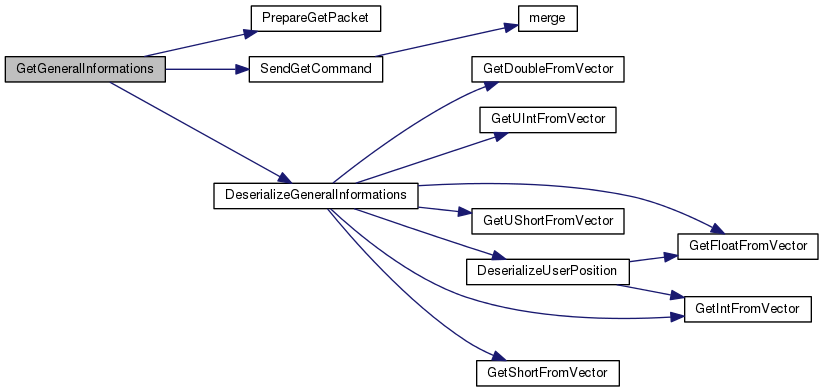 PrepareGetPacket
merge
GetGeneralInformations
SendGetCommand
GetDoubleFromVector
GetUIntFromVector
DeserializeGeneralInformations
GetUShortFromVector
GetFloatFromVector
DeserializeUserPosition
GetIntFromVector
GetShortFromVector